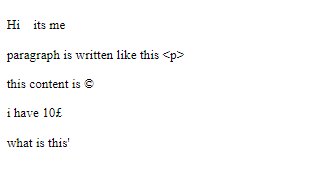 Hi    its me
paragraph is written like this <p>
this content is ©
i have 10£
what is this'